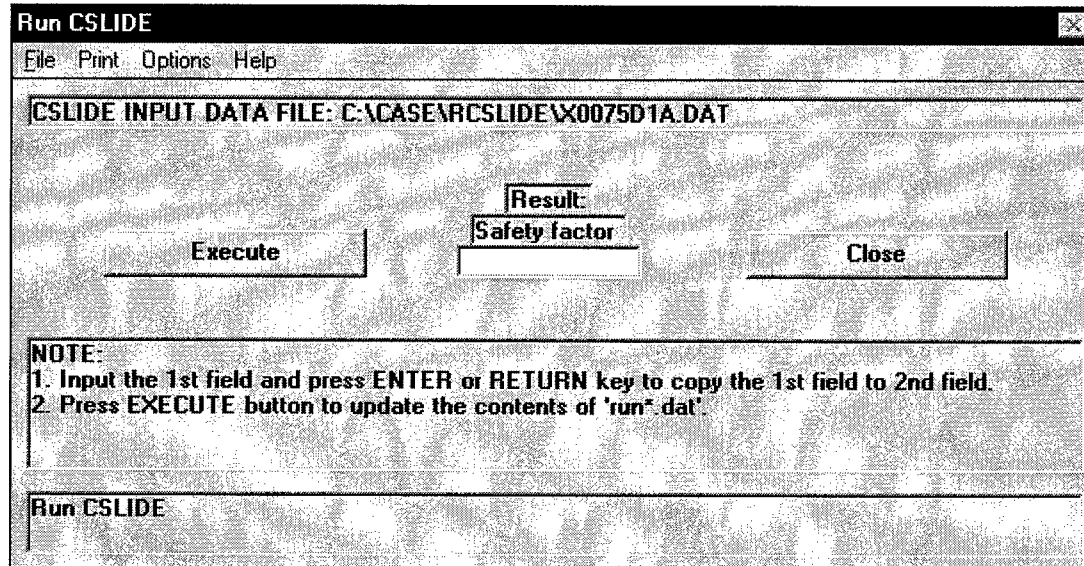 Run CSLIDE
File Print Options Help
CSLIDE INPUT DATA FILE: C:\CASE\RCSLIDE\X0075D1A.DAT
Result:
Safety factor
Execute
Close
NOTE:
1. Input the 1st field and press ENTER or RETURN key to copy the 1st field to 2nd field.
2. Press EXECUTE button to update the contents of 'run*.dat'.
Run CSLIDE